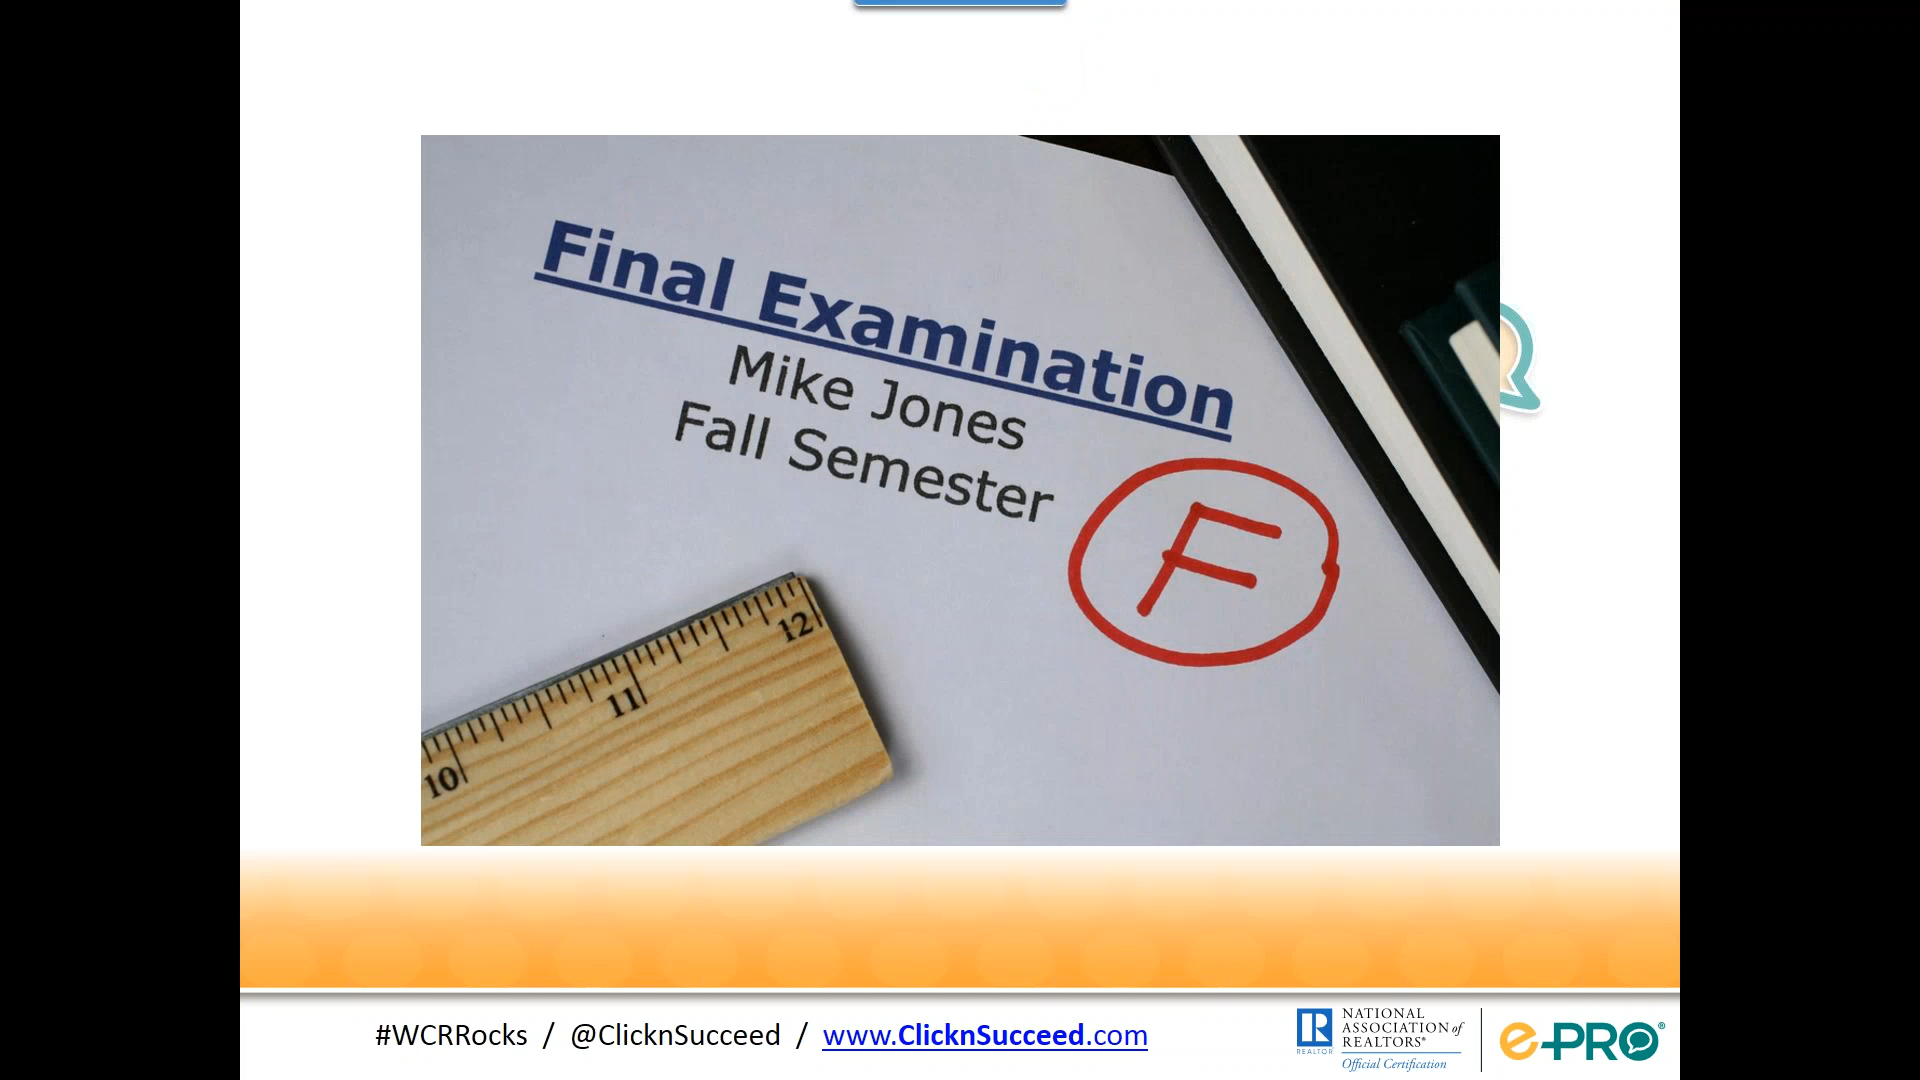 Final Examination
Mike Jones
Fall Semester
F
12
11
10
#WCRRocks / @ClicknSucceed / www.ClicknSucceed.com
NATIONAL
ASSOCIATION of
REALTORS®
REALTOR
Official Certification
e-PRO®